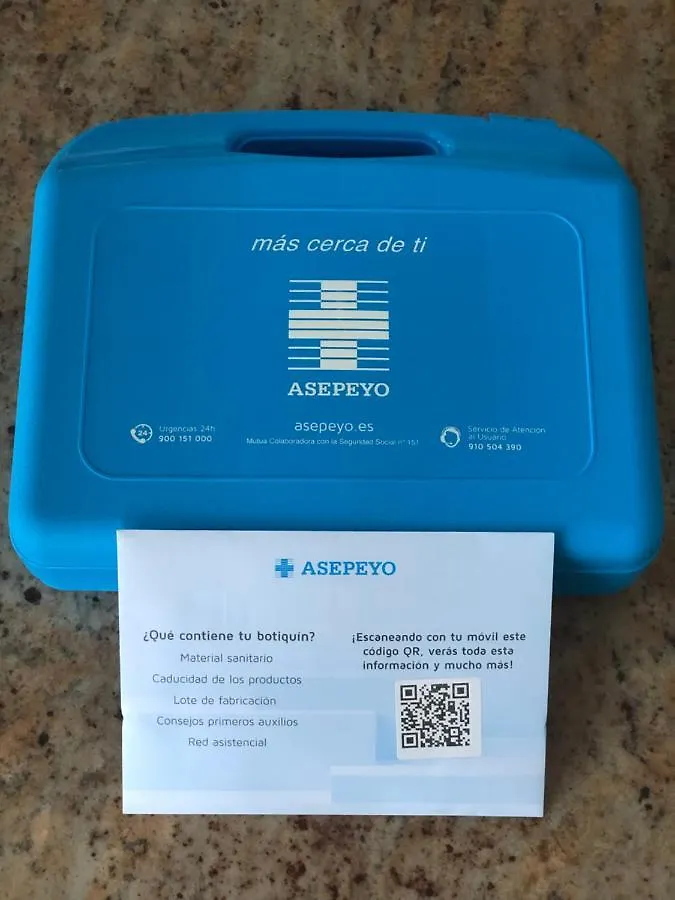 más cerca de ti
ASEPEYO
asepeyo.es
Mutua Colaboradora con la Seguridad Social nº 151
24
Urgencias 24h
900 151 000
Servicio de Atención
al Usuario
910 504 390
ASEPEYO
¿Qué contiene tu botiquín?
Material sanitario
Caducidad de los productos
Lote de fabricación
Consejos primeros auxilios
Red asistencial
¡Escaneando con tu móvil este
código QR, verás toda esta
información y mucho más!